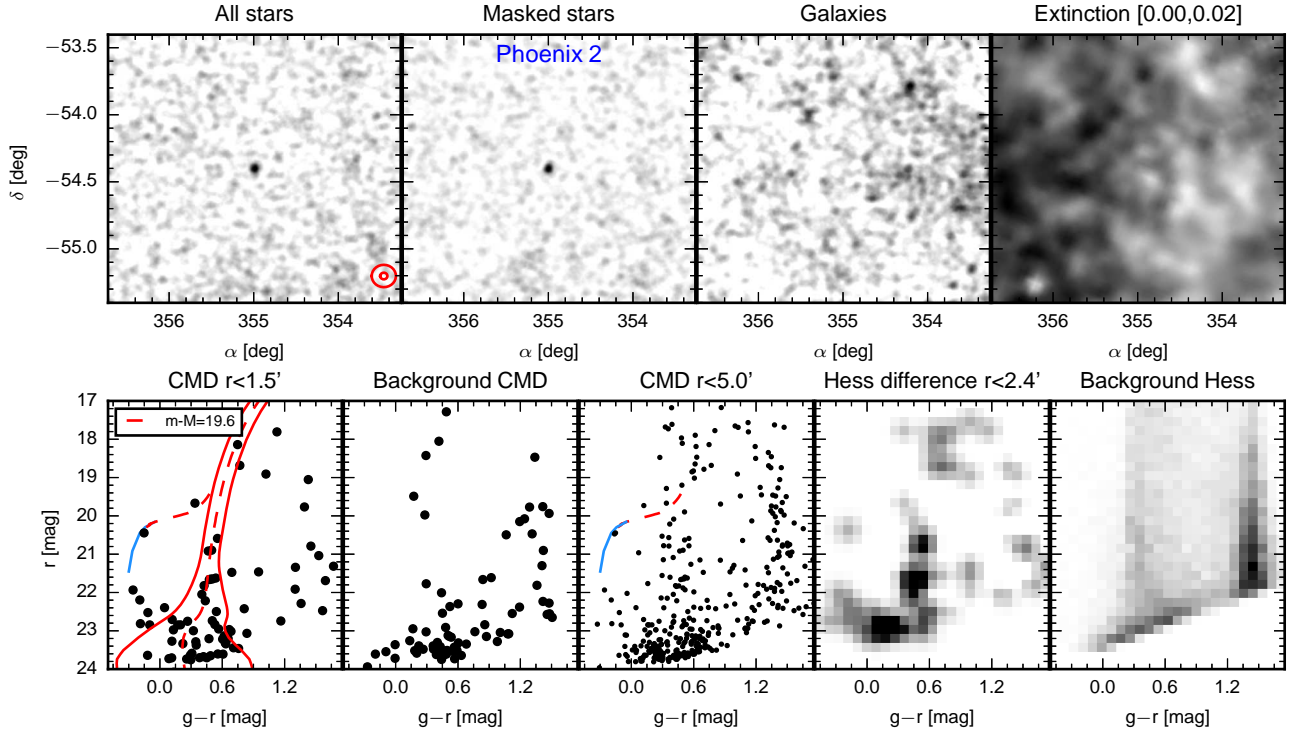 All stars
Masked stars
Galaxies
Extinction [0.00,0.02]
Phoenix 2
−53.5
−54.0
−54.5
−55.0
δ [deg]
356 355 354
356 355 354
356 355 354
356 355 354
α [deg]
α [deg]
α [deg]
α [deg]
CMD r<1.5′
Background CMD
CMD r<5.0′
Hess difference r<2.4′
Background Hess
m-M=19.6
17
18
19
20
21
22
23
24
r [mag]
0.0 0.6 1.2
0.0 0.6 1.2
0.0 0.6 1.2
0.0 0.6 1.2
0.0 0.6 1.2
g−r [mag]
g−r [mag]
g−r [mag]
g−r [mag]
g−r [mag]